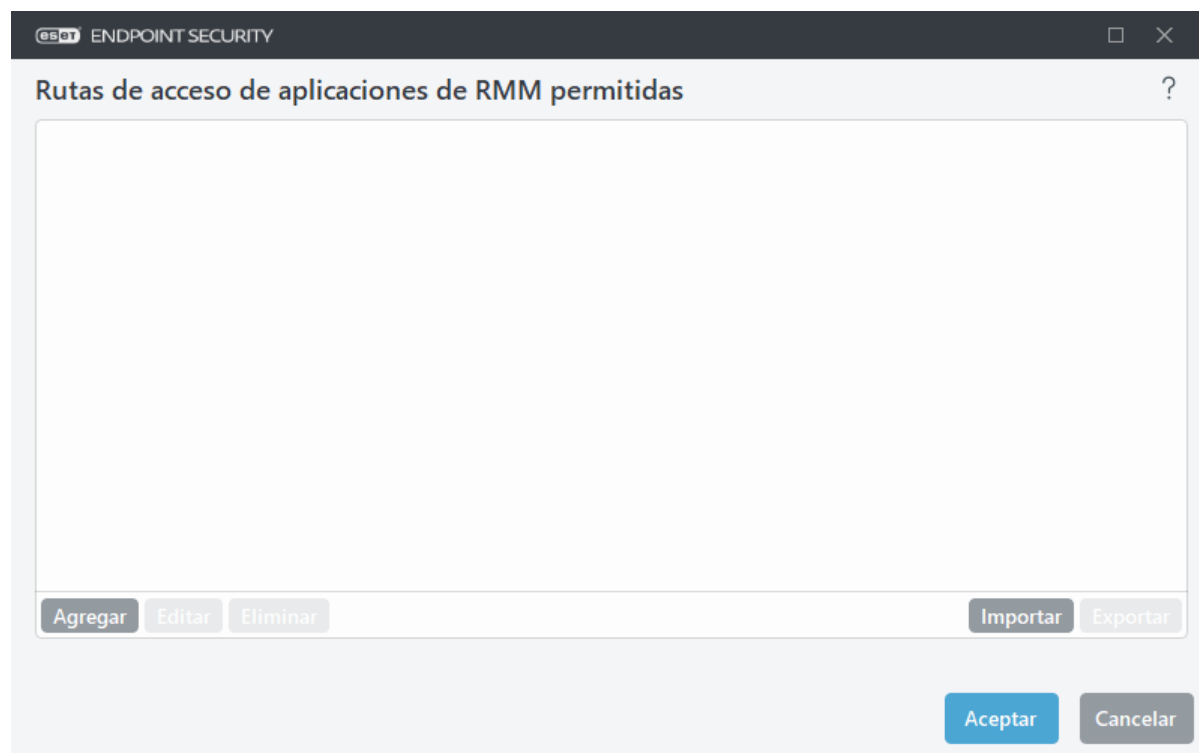 eset ENDPOINT SECURITY
Rutas de acceso de aplicaciones de RMM permitidas ?
Agregar Editar Eliminar Importar Exportar
Aceptar Cancelar